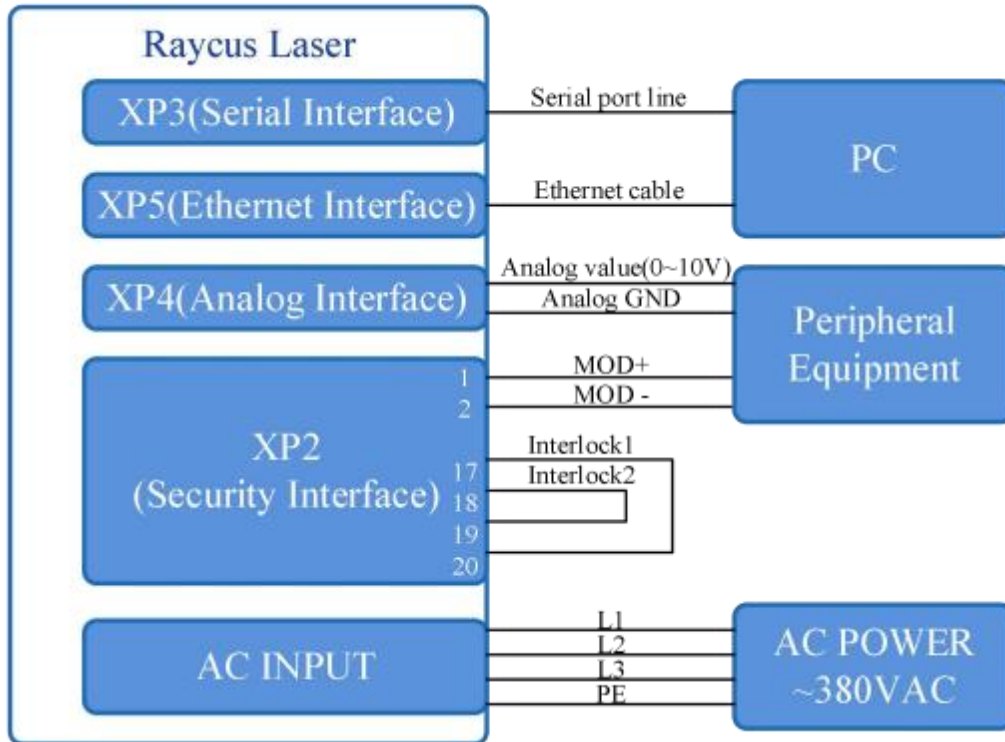 Raycus Laser
XP3(Serial Interface)
Serial port line
PC
XP5(Ethernet Interface)
Ethernet cable
XP4(Analog Interface)
Analog value(0~10V)
Analog GND
Peripheral
Equipment
XP2
(Security Interface)
1
2
17
18
19
20
MOD+
MOD -
Interlock1
Interlock2
AC INPUT
L1
L2
L3
PE
AC POWER
~380VAC